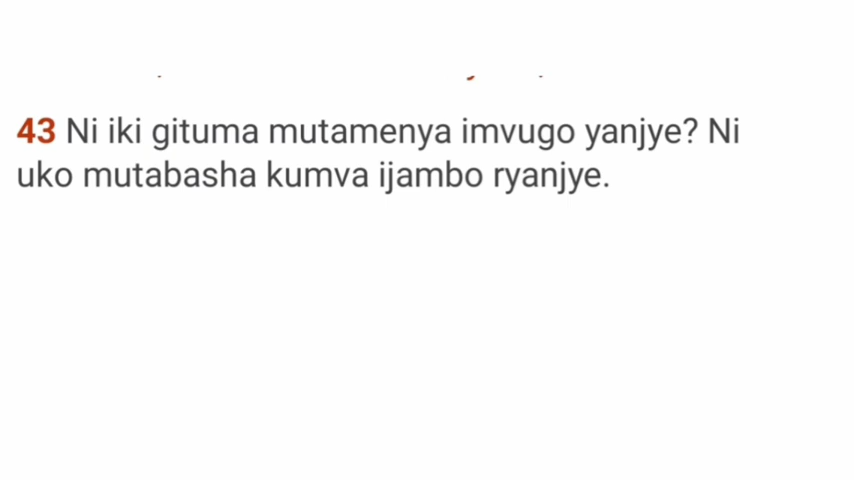 43 Ni iki gituma mutamenya imvugo yanjye? Ni
uko mutabasha kumva ijambo ryanjye.